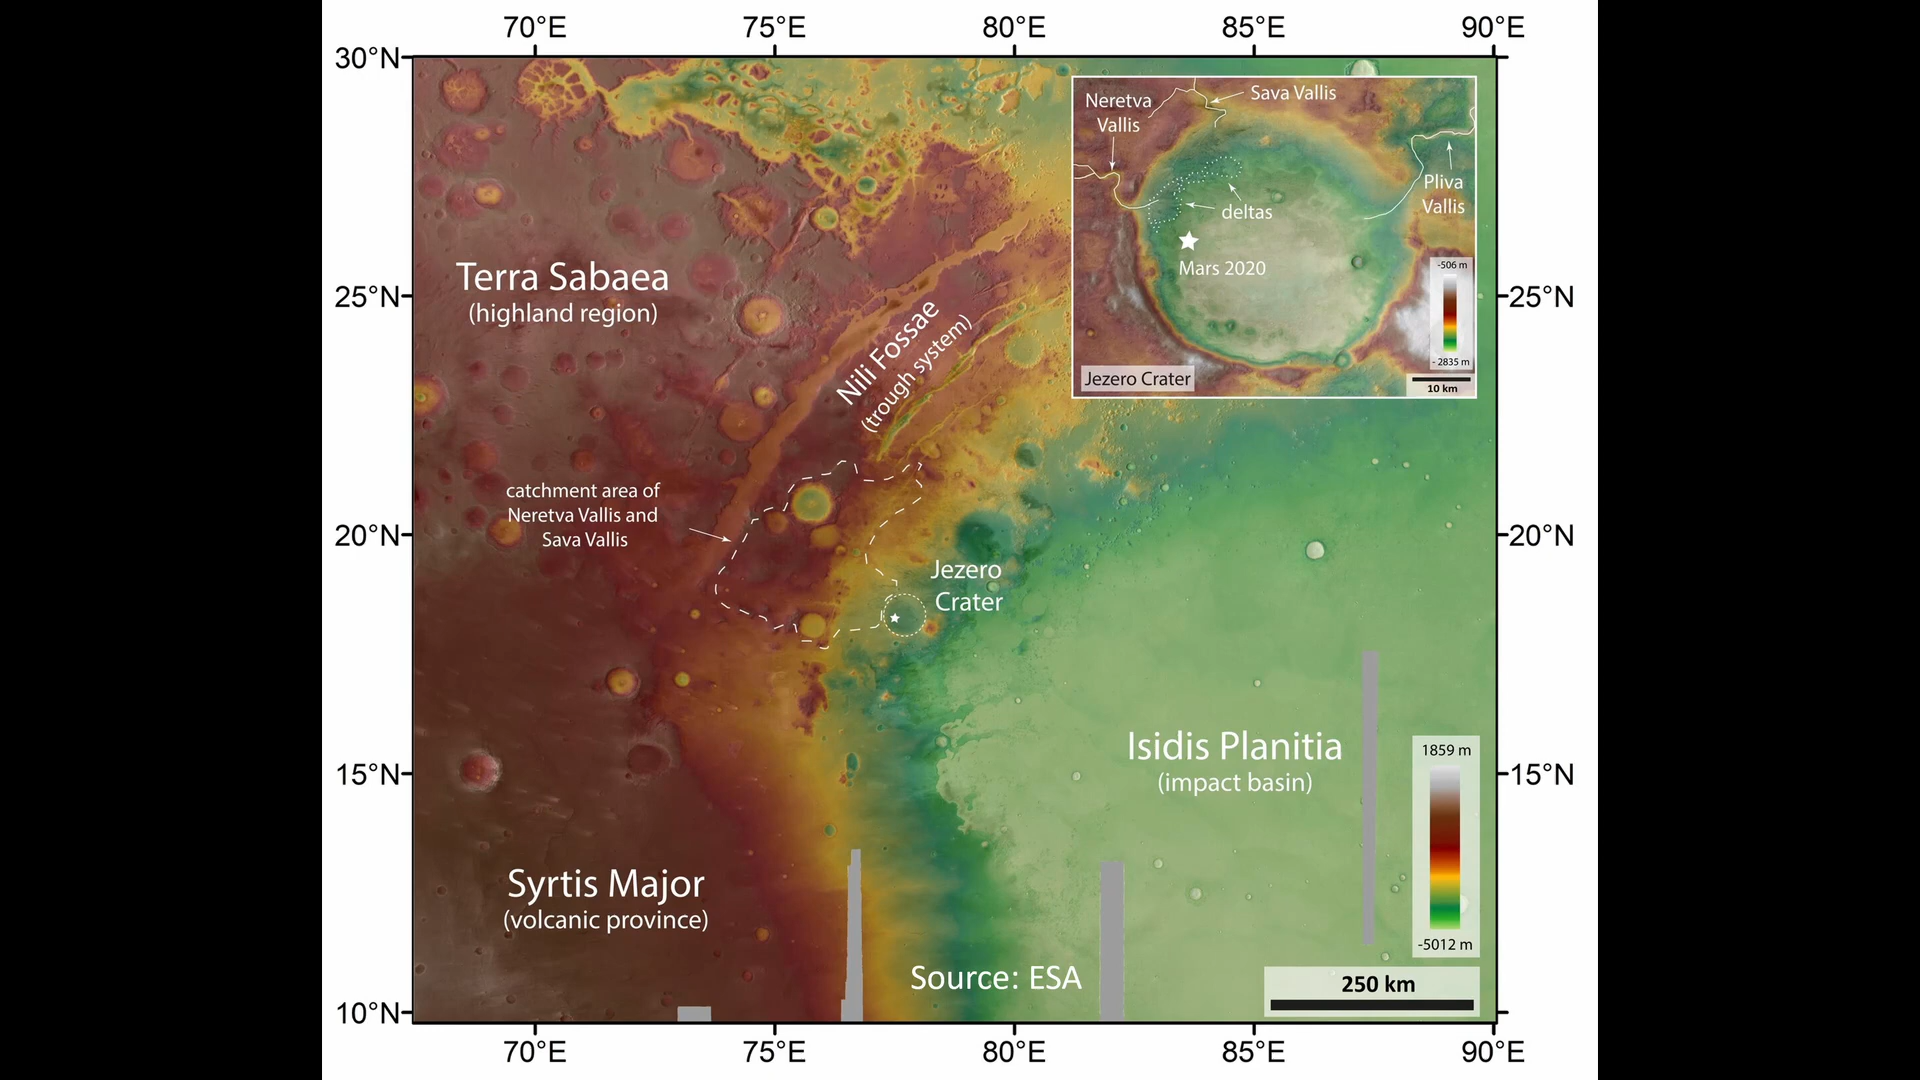 70°E 75°E 80°E 85°E 90°E
30°N
Neretva
Vallis
Sava Vallis
Pliva
Vallis
deltas
Mars 2020
-506 m
- 2835 m
10 km
Jezero Crater
Terra Sabaea
(highland region)
25°N
25°N
Nili Fossae
(trough system)
catchment area of
Neretva Vallis and
Sava Vallis
20°N
20°N
Jezero
Crater
Isidis Planitia
(impact basin)
15°N
15°N
1859 m
-5012 m
Syrtis Major
(volcanic province)
Source: ESA
250 km
10°N
70°E 75°E 80°E 85°E 90°E